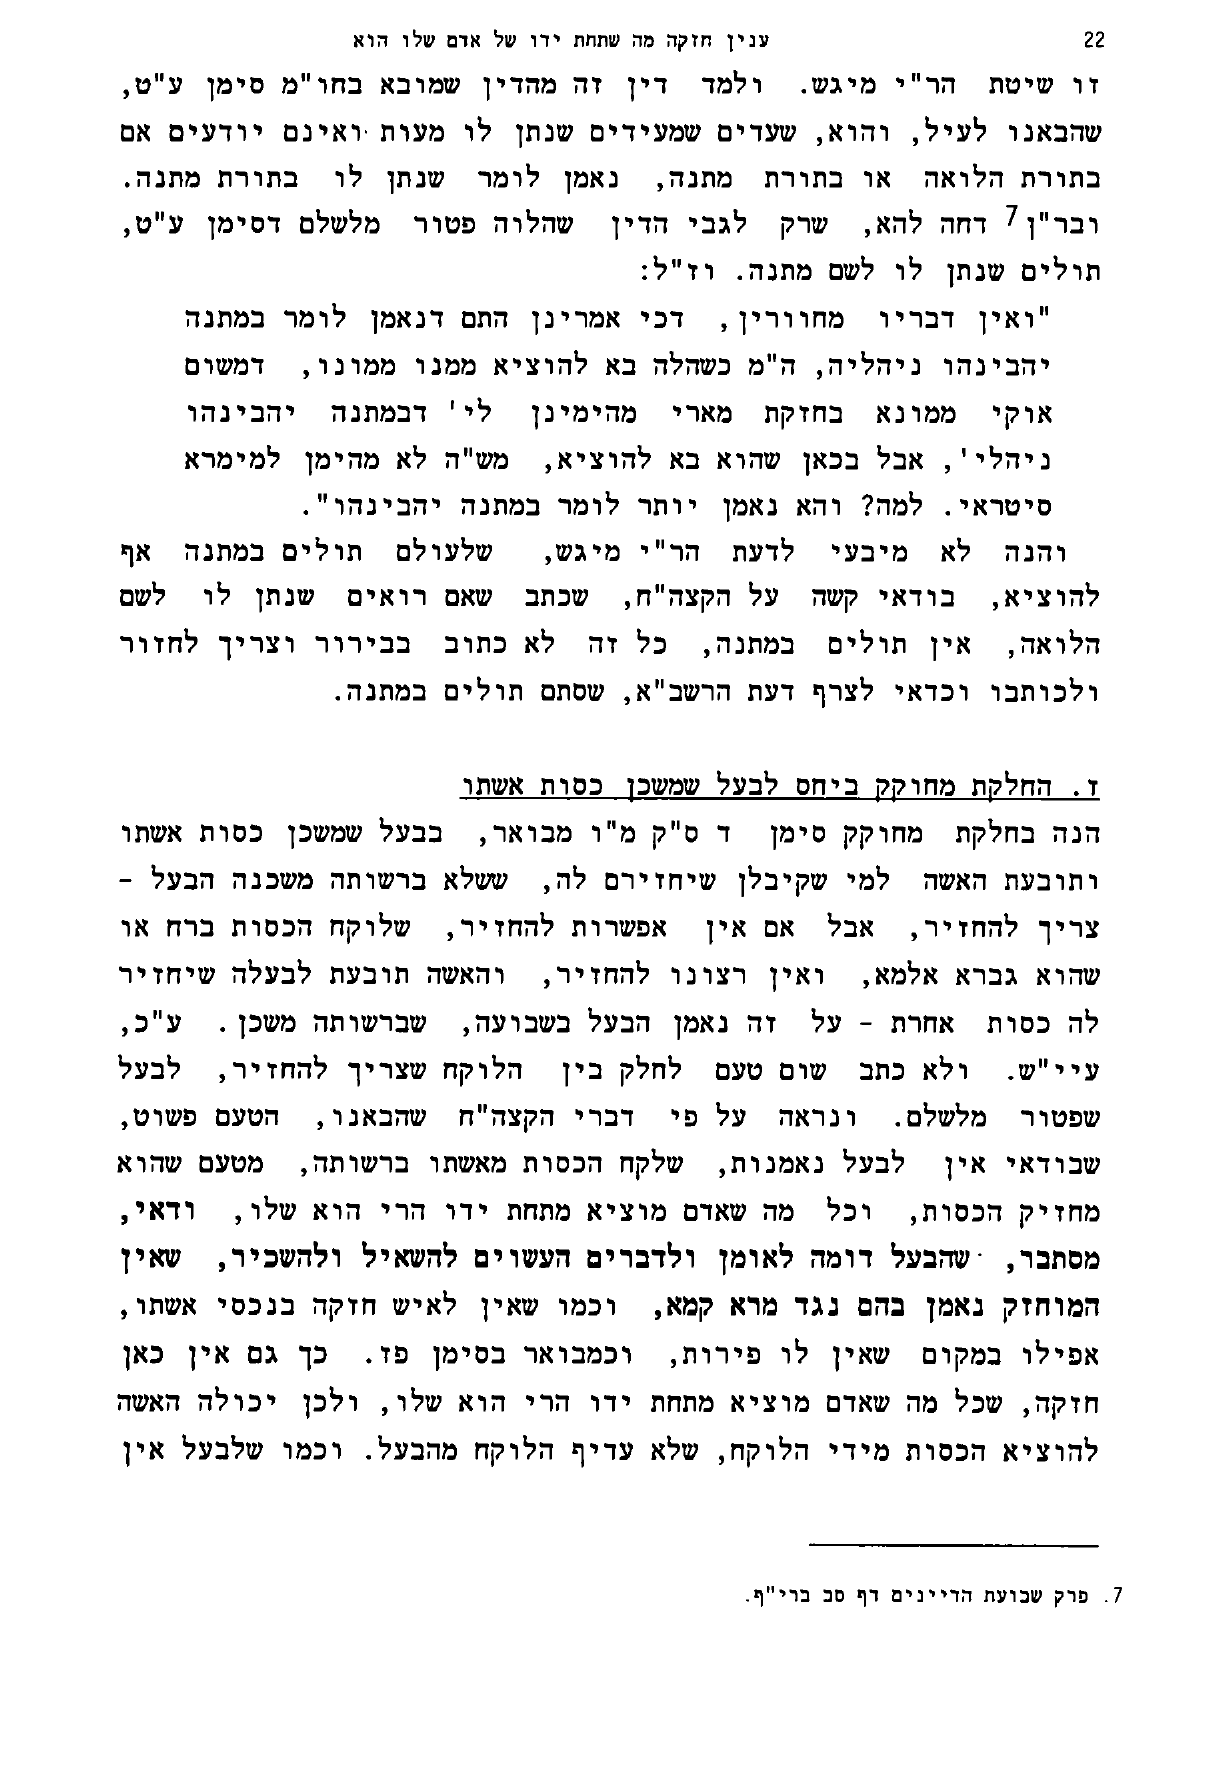 22 ענין חזקה מה שתחת ידו של אדם שלו הוא
זו שיטת הר"י מיגש. ולמד דין זה מהדין שמובא בחו"מ סימן ע"ט,
שהבאנו לעיל, והוא, שעדים שמעידים שנתן לו מעות ואינם יודעים אם
בתורת הלואה או בתורת מתנה, נאמן לומר שנתן לו בתורת מתנה.
ובר"ן7 דחה להא, שרק לגבי הדין שהלוה פטור מלשלם דסימן ע"ט,
תולים שנתן לו לשם מתנה. וז"ל:
"ואין דבריו מחוורין, דכי אמרינן התם דנאמן לומר במתנה
יהבינהו ניהליה, ה"מ כשהלה בא להוציא ממנו ממונו, דמשום
אוקי ממונא בחזקת מארי מהימינן לי' דבמתנה יהבינהו
ניהלי', אבל בכאן שהוא בא להוציא, מש"ה לא מהימן למימרא
סיטראי. למה? והא נאמן יותר לומר במתנה יהבינהו".
והנה לא מיבעי לדעת הר"י מיגש, שלעולם תולים במתנה אף
להוציא, בודאי קשה על הקצה"ח, שכתב שאם רואים שנתן לו לשם
הלואה, אין תולים במתנה, כל זה לא כתוב בבירור וצריך לחזור
ולכותבו וכדאי לצרף דעת הרשב"א, שסתם תולים במתנה.
ז. החלקת מחוקק ביחס לבעל שמשכן כסות אשתו
הנה בחלקת מחוקק סימן ד ס"ק מ"ו מבואר, בבעל שמשכן כסות אשתו
ותובעת האשה למי שקיבלן שיחזירם לה, ששלא ברשותה משכנה הבעל -
צריך להחזיר, אבל אם אין אפשרות להחזיר, שלוקח הכסות ברח או
שהוא גברא אלמא, ואין רצונו להחזיר, והאשה תובעת לבעלה שיחזיר
לה כסות אחרת - על זה נאמן הבעל בשבועה, שברשותה משכן. ע"כ,
עיי"ש. ולא כתב שום טעם לחלק בין הלוקח שצריך להחזיר, לבעל
שפטור מלשלם. ונראה על פי דברי הקצה"ח שהבאנו, הטעם פשוט,
שבודאי אין לבעל נאמנות, שלקח הכסות מאשתו ברשותה, מטעם שהוא
מחזיק הכסות, וכל מה שאדם מוציא מתחת ידו הרי הוא שלו, ודאי,
מסתבר, שהבעל דומה לאומן ולדברים העשוים להשאיל ולהשכיר, שאין
המוחזק נאמן בהם נגד מרא קמא, וכמו שאין לאיש חזקה בנכסי אשתו,
אפילו במקום שאין לו פירות, וכמבואר בסימן פז. כך גם אין כאן
חזקה, שכל מה שאדם מוציא מתחת ידו הרי הוא שלו, ולכן יכולה האשה
להוציא הכסות מידי הלוקח, שלא עדיף הלוקח מהבעל. וכמו שלבעל אין
7. פרק שבועת הדיינים דף סב ברי"ף.